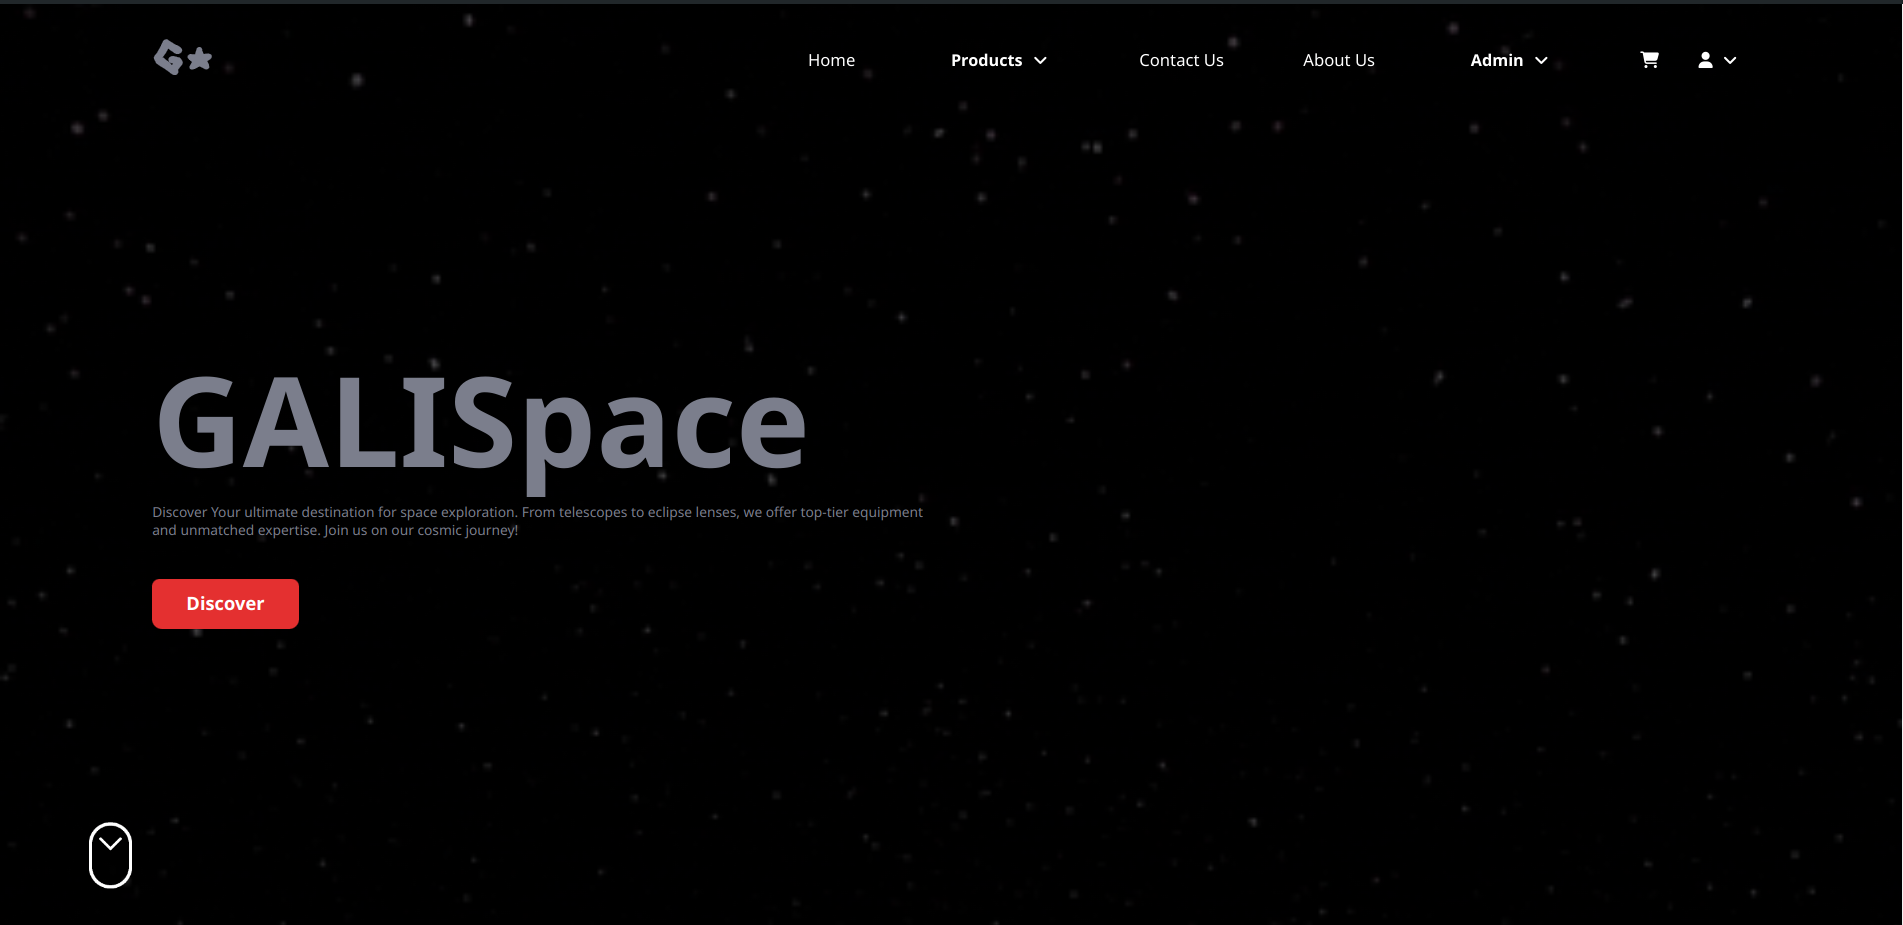 G★
Home Products Contact Us About Us Admin
GALISpace
Discover Your ultimate destination for space exploration. From telescopes to eclipse lenses, we offer top-tier equipment
and unmatched expertise. Join us on our cosmic journey!
Discover